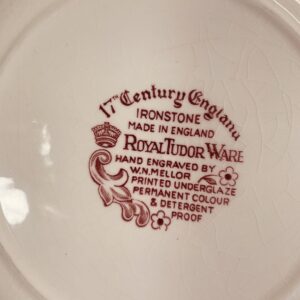 17TH Century England
IRONSTONE
MADE IN ENGLAND
ROYAL TUDOR WARE
HAND ENGRAVED BY
W.N.MELLOR
PRINTED UNDERGLAZE
PERMANENT COLOUR
& DETERGENT
PROOF